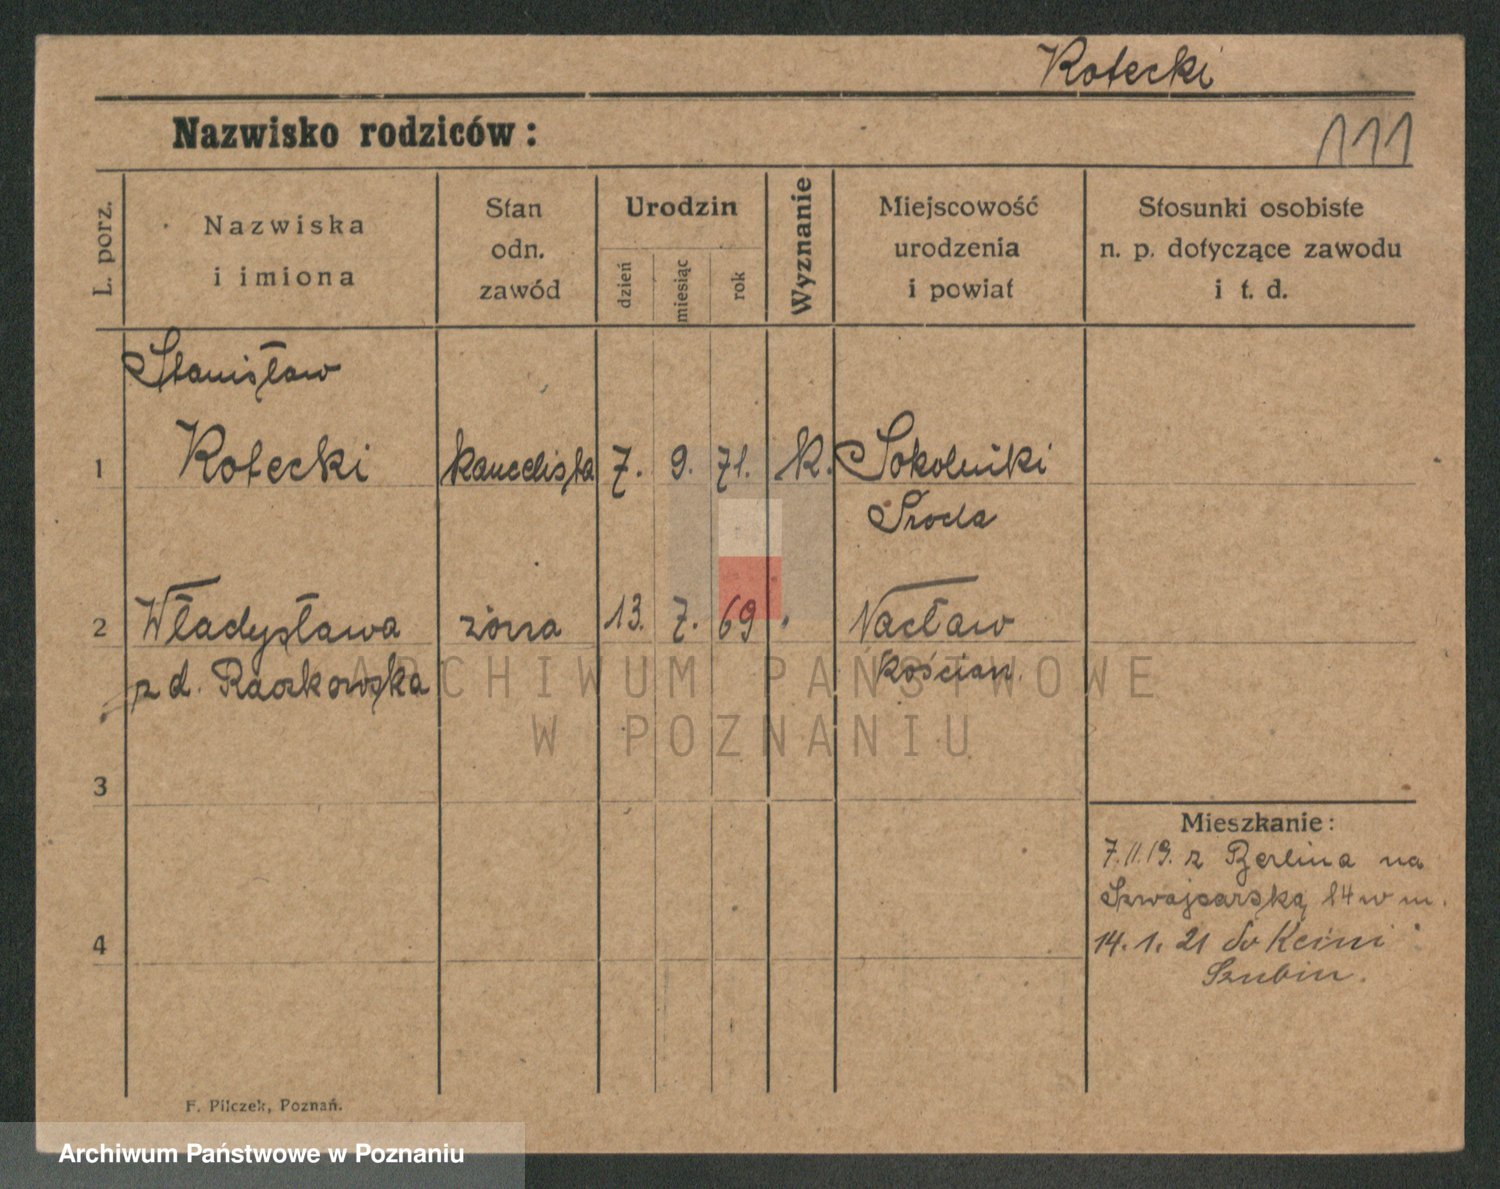 Kotecki
Nazwisko rodziców:
111
L. porz.
Nazwiska
i imiona
Stan
odn.
zawód
Urodzin
dzień
miesiąc
rok
Wyznanie
Miejscowość
urodzenia
i powiat
Stosunki osobiste
n. p. dotyczące zawodu
i t. d.
Stanisław
1 Kotecki kancelista 7. 9. 71. K. Sokolniki
Środa
2 Władysława żona 13. 7. 69 " Nacław
z d. Raczkowska Kościan.
3
Mieszkanie:
7.11.19. z Berlina na
Szwajcarską 14 w m.
4
14. 1. 21 do Kcini
Szubin.
F. Pilczek, Poznań.
ARCHIWUM PAŃSTWOWE
W POZNANIU
Archiwum Państwowe w Poznaniu